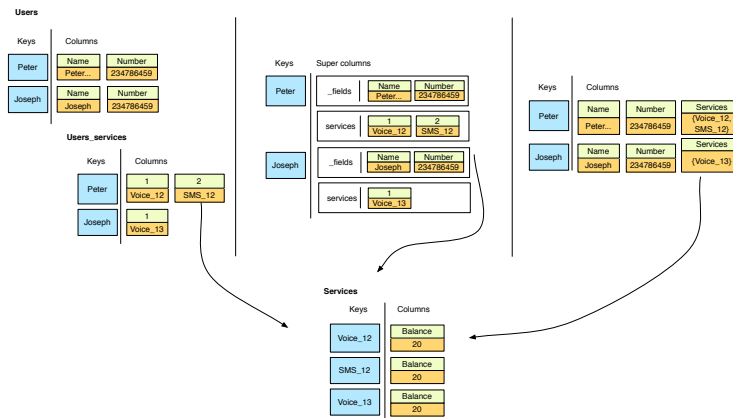 Users
Keys Columns
Peter
Name Number
Peter... 234786459
Joseph
Name Number
Joseph 234786459
Users_services
Keys Columns
Peter
1 2
Voice_12 SMS_12
Joseph
1
Voice_13
Keys Super columns
Peter
_fields
Name Number
Peter... 234786459
services
1 2
Voice_12 SMS_12
Joseph
_fields
Name Number
Joseph 234786459
services
1
Voice_13
Keys Columns
Peter
Name Number Services
Peter... 234786459 {Voice_12,
SMS_12}
Joseph
Name Number Services
Joseph 234786459 {Voice_13}
Services
Keys Columns
Voice_12
Balance
20
SMS_12
Balance
20
Voice_13
Balance
20